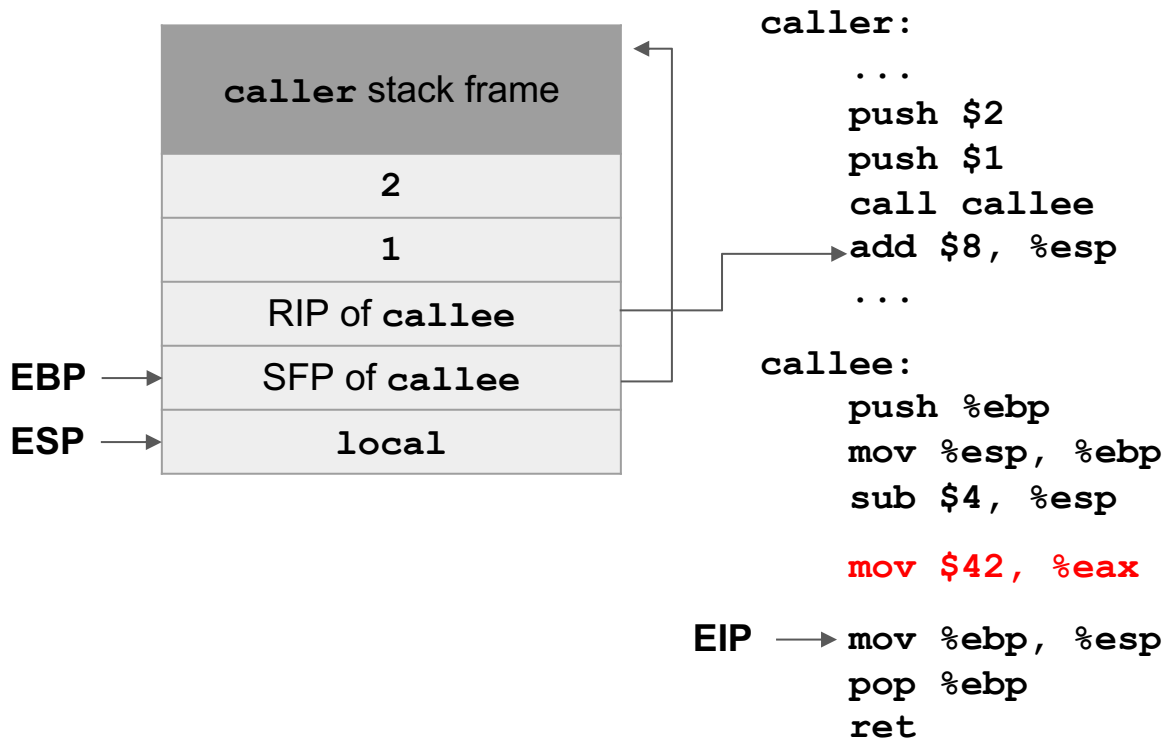 caller stack frame
2
1
RIP of callee
SFP of callee
local
EBP
ESP
caller:
...
push $2
push $1
call callee
add $8, %esp
...
callee:
push %ebp
mov %esp, %ebp
sub $4, %esp
mov $42, %eax
EIP
mov %ebp, %esp
pop %ebp
ret